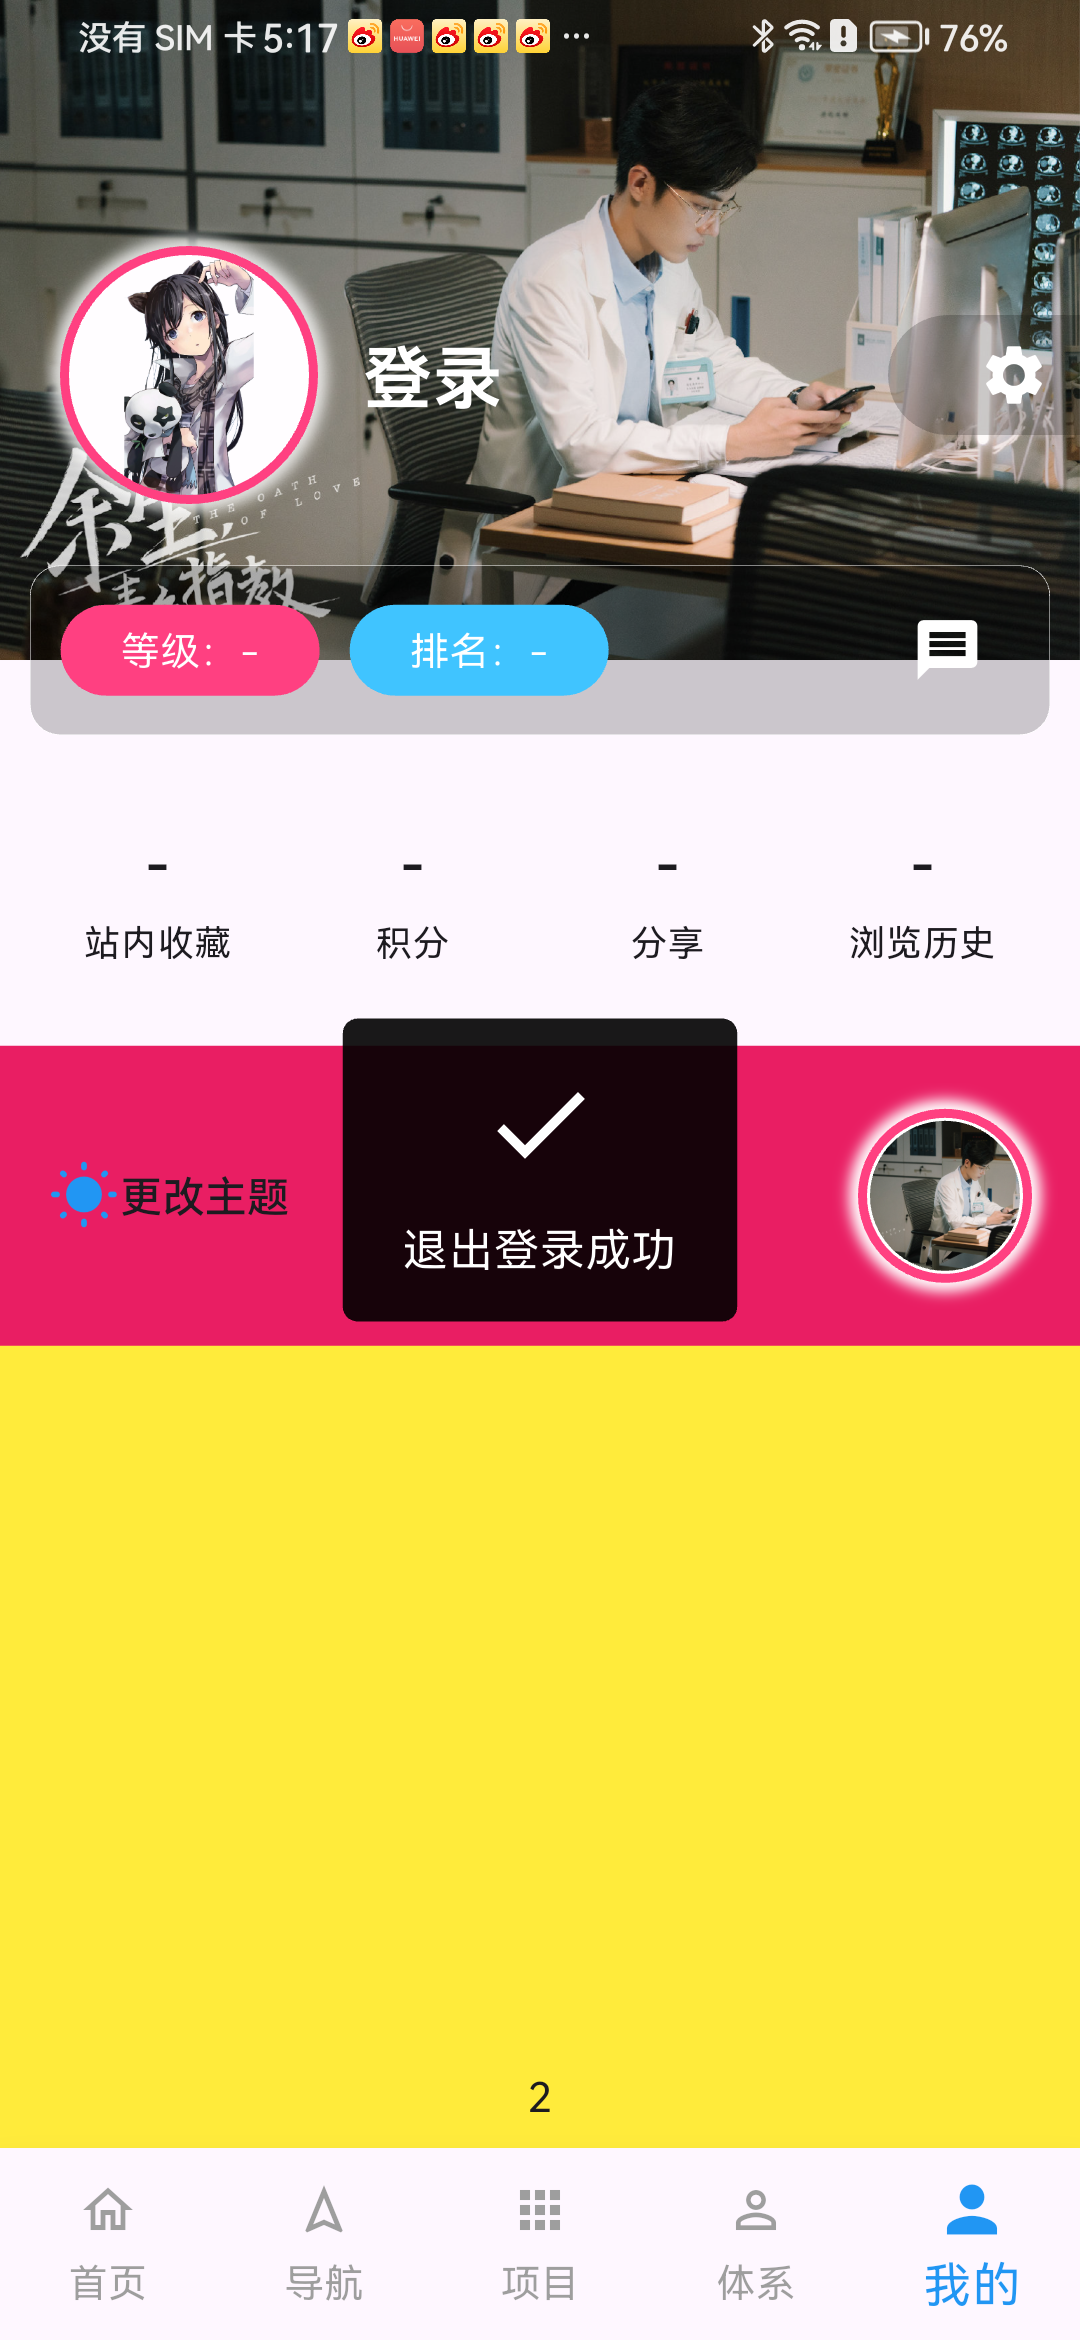 没有 SIM 卡 5:17 ... 76%
登录
余生,
THE OATH
OF LOVE
请多指教
等级： -
排名： -
- - - -
站内收藏 积分 分享 浏览历史
更改主题
退出登录成功
2
首页 导航 项目 体系 我的